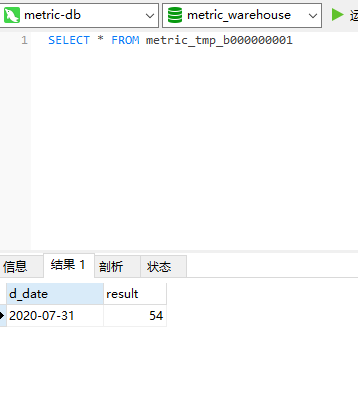 metric-db metric_warehouse 运
1 SELECT * FROM metric_tmp_b000000001
信息 结果 1 剖析 状态
d_date result
2020-07-31 54